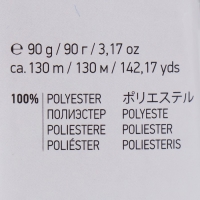 ℮ 90 g / 90 г / 3,17 oz
ca. 130 m / 130 м / 142,17 yds
100% POLYESTER ポリエステル
ПОЛИЭСТЕР POLYESTE
POLIESTERE POLIESTER
POLIÉSTER POLIESTERIS